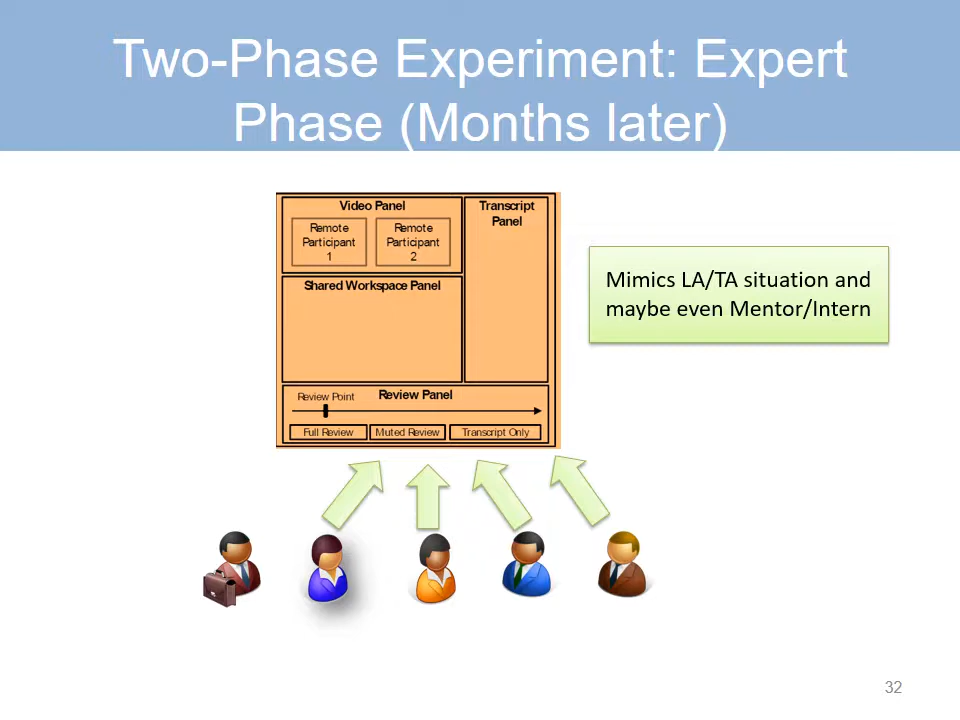 Two-Phase Experiment: Expert
Phase (Months later)
Video Panel
Remote
Participant
1
Remote
Participant
2
Transcript
Panel
Shared Workspace Panel
Review Point
Review Panel
Full Review
Muted Review
Transcript Only
Mimics LA/TA situation and
maybe even Mentor/Intern
32